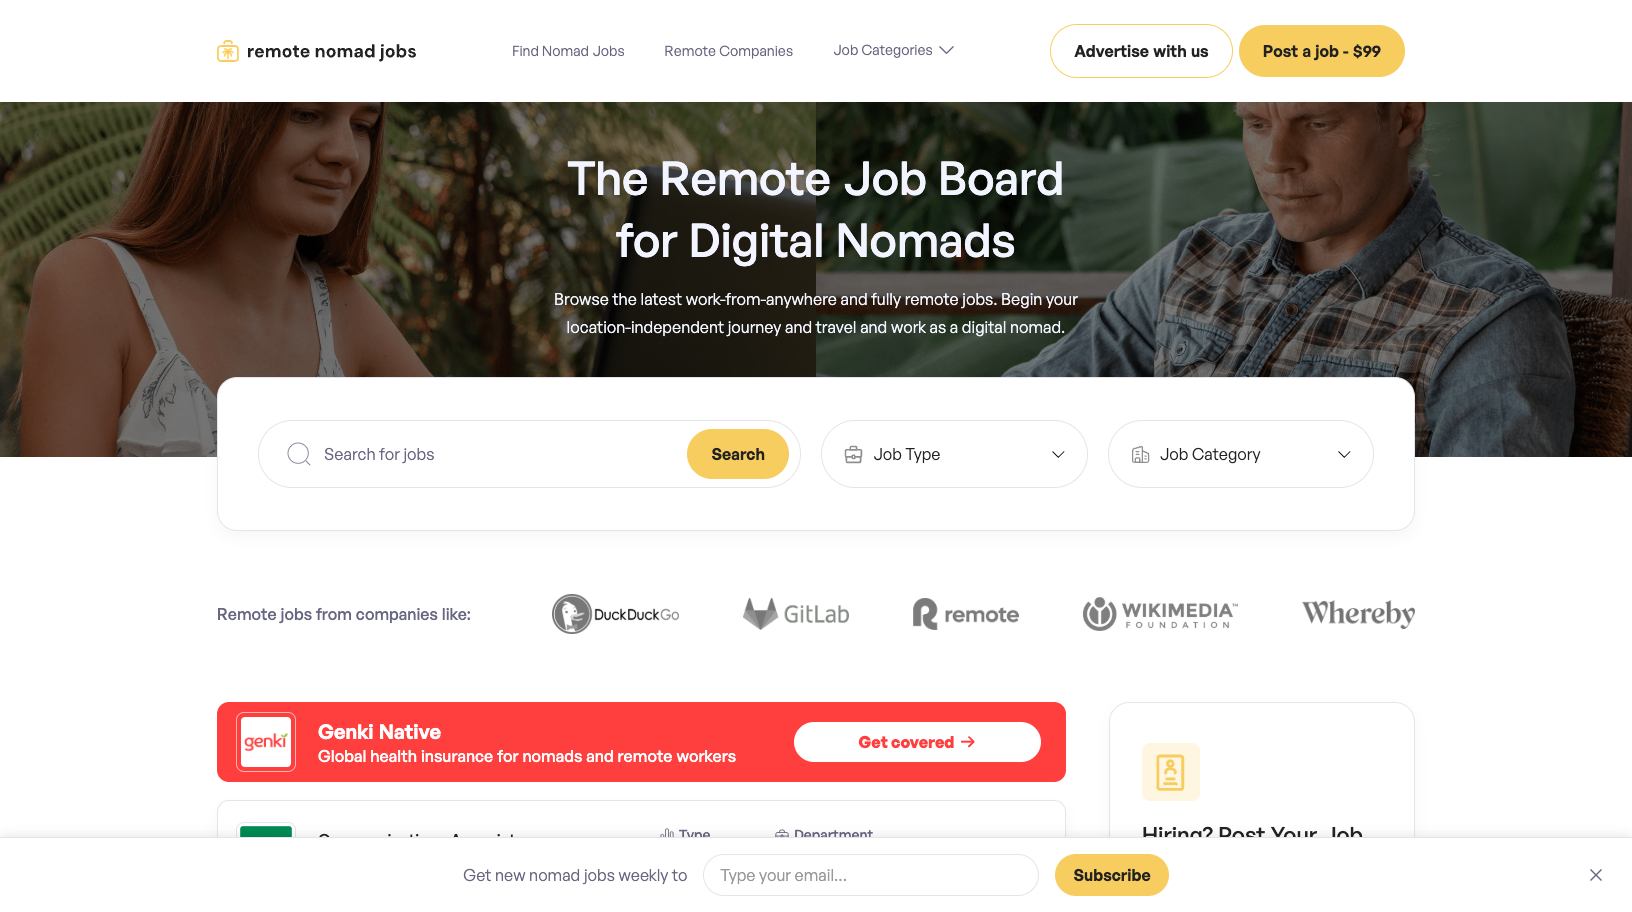 remote nomad jobs
Find Nomad Jobs
Remote Companies
Job Categories
Advertise with us
Post a job - $99
The Remote Job Board
for Digital Nomads
Browse the latest work-from-anywhere and fully remote jobs. Begin your
location-independent journey and travel and work as a digital nomad.
Search for jobs
Search
Job Type
Job Category
Remote jobs from companies like:
DuckDuckGo
GitLab
remote
WIKIMEDIA™
FOUNDATION
Whereby
genki
Genki Native
Global health insurance for nomads and remote workers
Get covered →
Type
Department
Hiring? Post Your Job
Get new nomad jobs weekly to
Type your email...
Subscribe